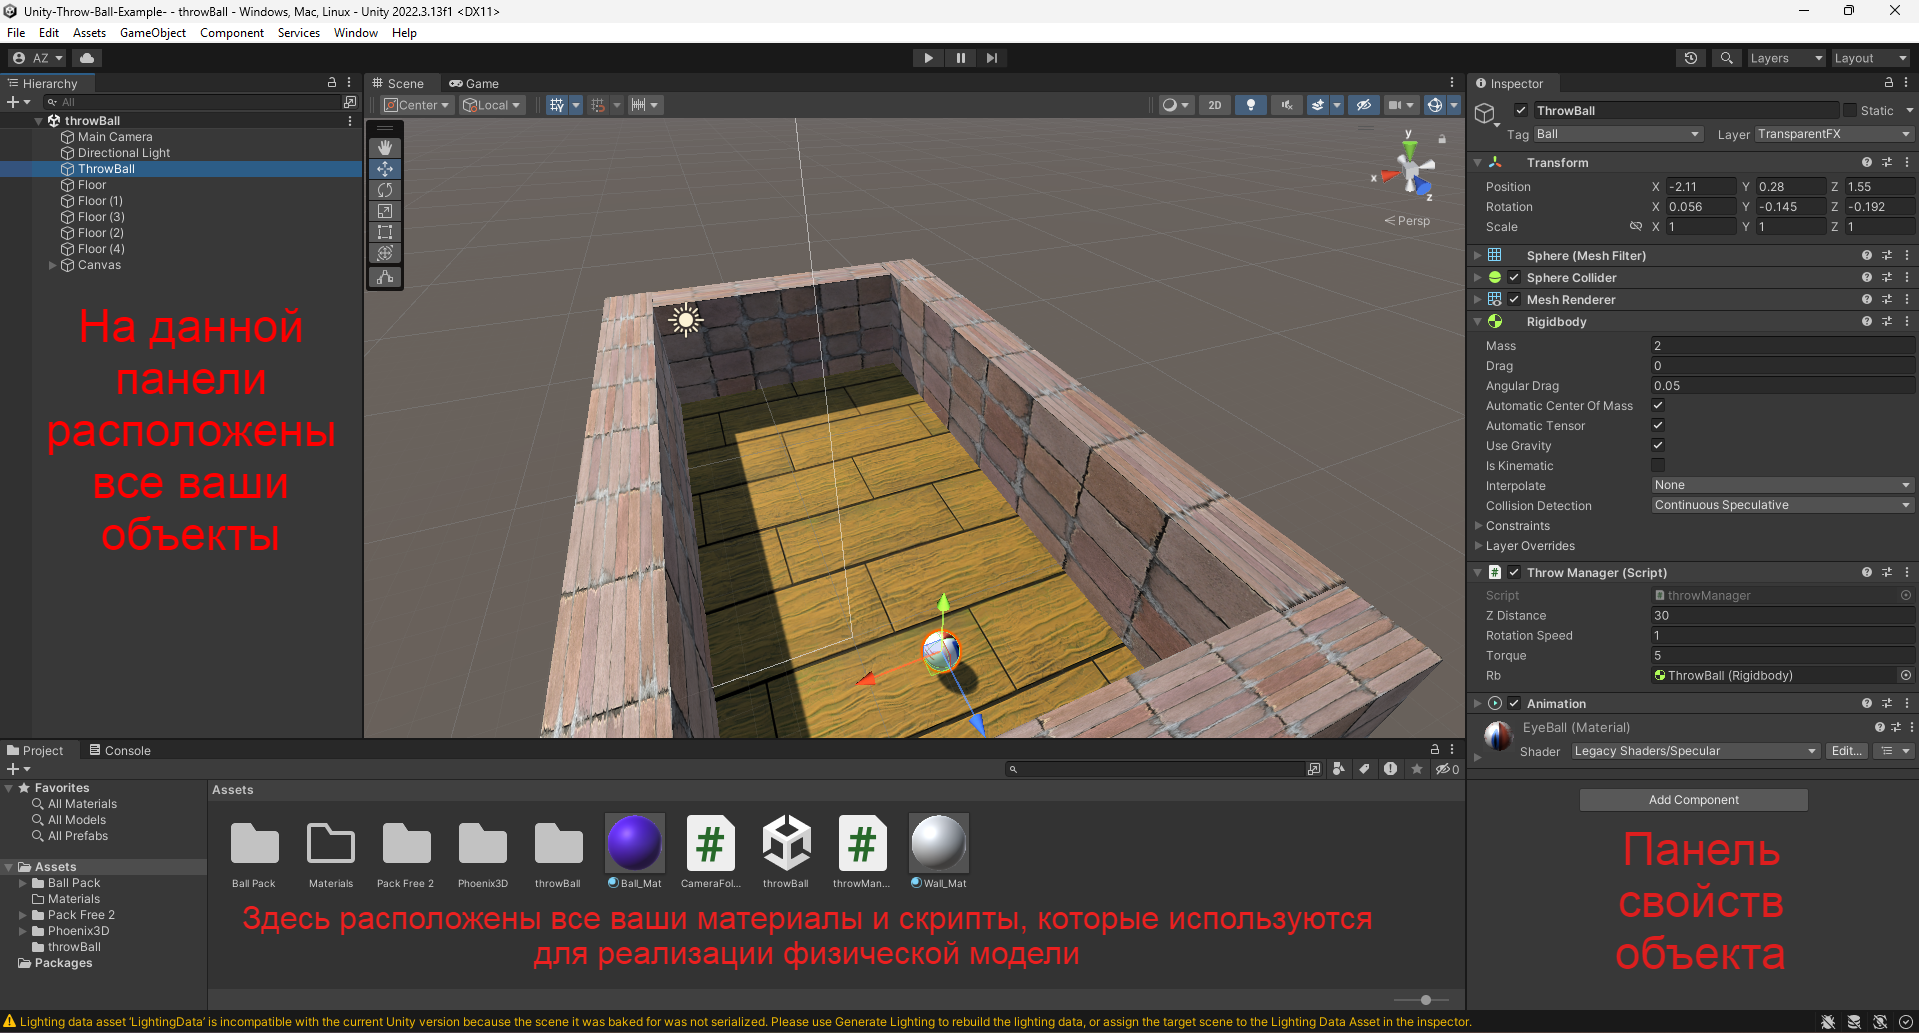 Unity-Throw-Ball-Example- - throwBall - Windows, Mac, Linux - Unity 2022.3.13f1 <DX11>
File Edit Assets GameObject Component Services Window Help
AZ
Layers Layout
Hierarchy
All
throwBall
Main Camera
Directional Light
ThrowBall
Floor
Floor (1)
Floor (3)
Floor (2)
Floor (4)
Canvas
На данной
панели
расположены
все ваши
объекты
Scene Game
Center Local
2D
y
x
z
Persp
Inspector
ThrowBall Static
Tag Ball Layer TransparentFX
Transform
Position X -2.11 Y 0.28 Z 1.55
Rotation X 0.056 Y -0.145 Z -0.192
Scale X 1 Y 1 Z 1
Sphere (Mesh Filter)
Sphere Collider
Mesh Renderer
Rigidbody
Mass 2
Drag 0
Angular Drag 0.05
Automatic Center Of Mass
Automatic Tensor
Use Gravity
Is Kinematic
Interpolate None
Collision Detection Continuous Speculative
Constraints
Layer Overrides
# Throw Manager (Script)
Script throwManager
Z Distance 30
Rotation Speed 1
Torque 5
Rb ThrowBall (Rigidbody)
Animation
EyeBall (Material)
Shader Legacy Shaders/Specular Edit...
Add Component
Панель
свойств
объекта
Project Console
0
Favorites
All Materials
All Models
All Prefabs
Assets
Ball Pack
Materials
Pack Free 2
Phoenix3D
throwBall
Packages
Assets
# #
Ball Pack Materials Pack Free 2 Phoenix3D throwBall Ball_Mat CameraFol... throwBall throwMan... Wall_Mat
Здесь расположены все ваши материалы и скрипты, которые используются
для реализации физической модели
Lighting data asset 'LightingData' is incompatible with the current Unity version because the scene it was baked for was not serialized. Please use Generate Lighting to rebuild the lighting data, or assign the target scene to the Lighting Data Asset in the inspector.